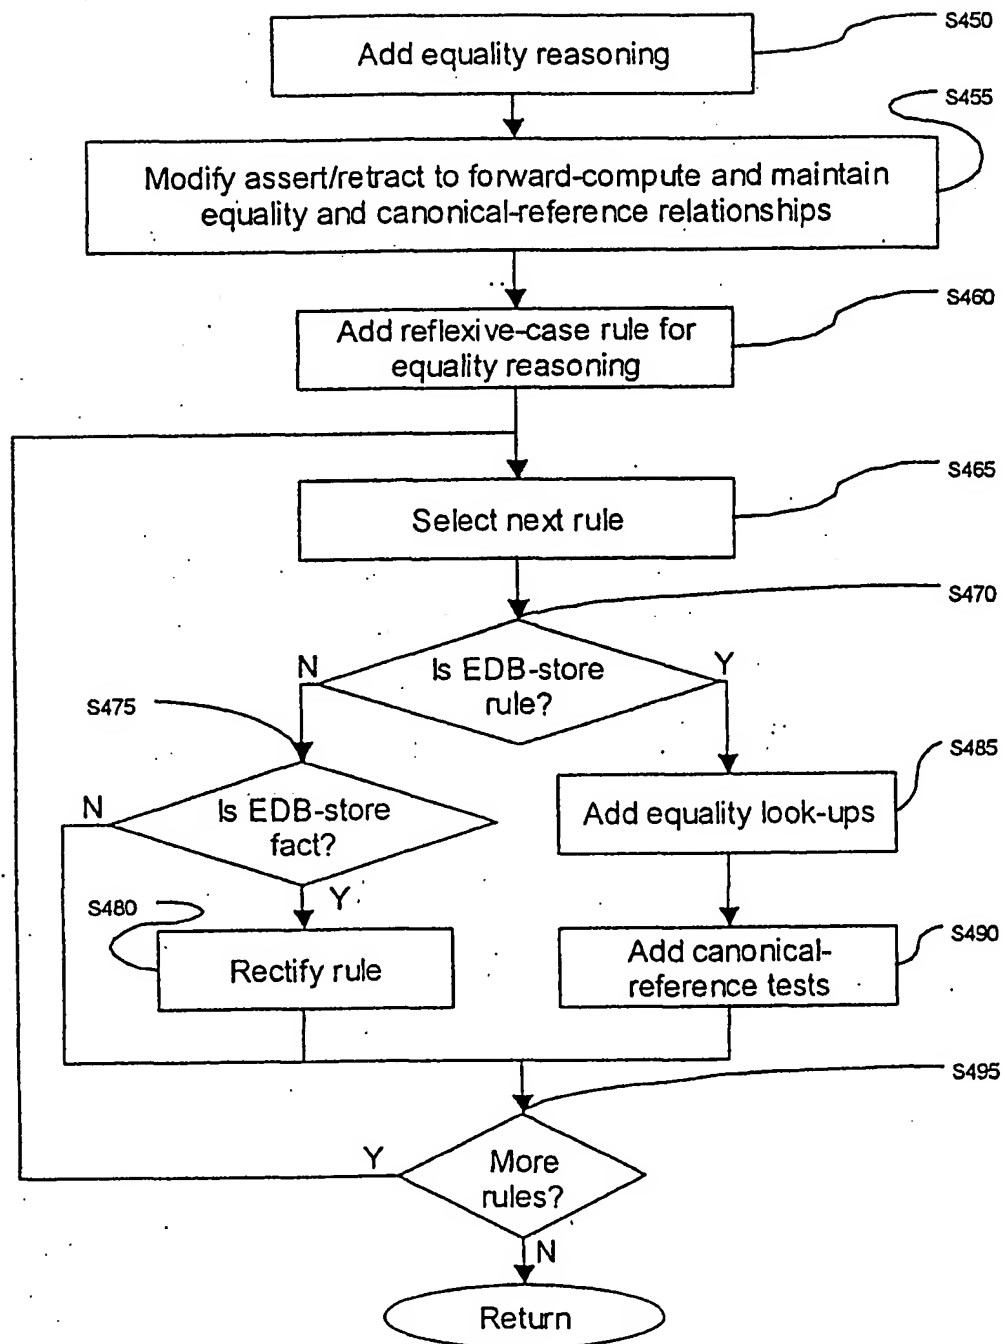 S450
Add equality reasoning
S455
Modify assert/retract to forward-compute and maintain
equality and canonical-reference relationships
S460
Add reflexive-case rule for
equality reasoning
S465
Select next rule
S470
N
Is EDB-store
rule?
Y
S475
S485
N
Is EDB-store
fact?
Add equality look-ups
Y
S480
S490
Rectify rule
Add canonical-
reference tests
S495
Y
More
rules?
N
Return